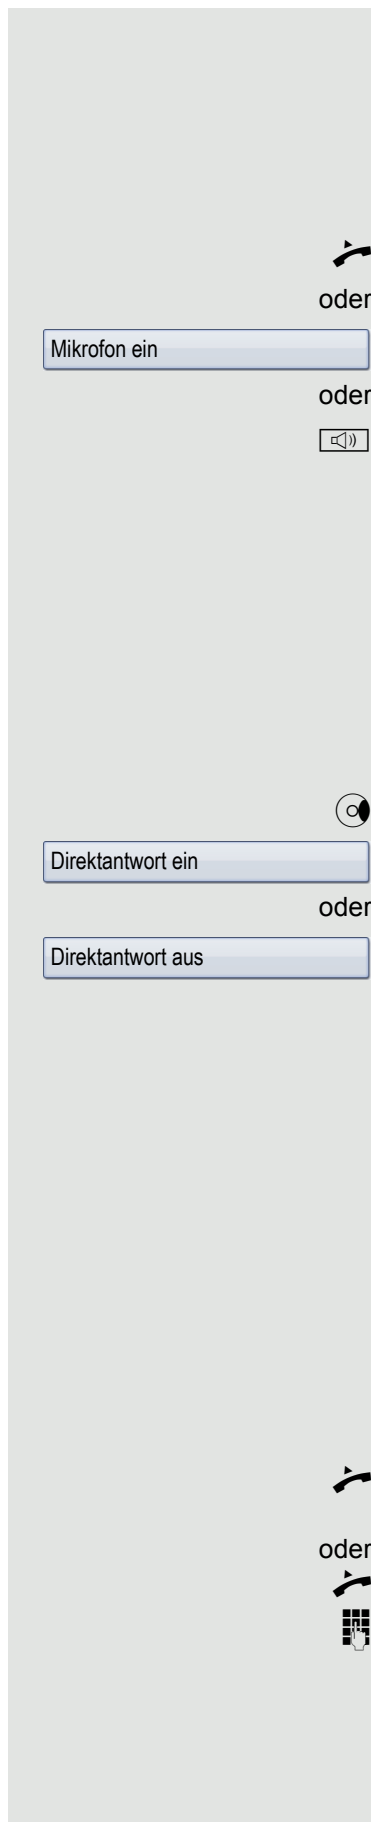 oder
Mikrofon ein
oder
Direktantwort ein
oder
Direktantwort aus
oder